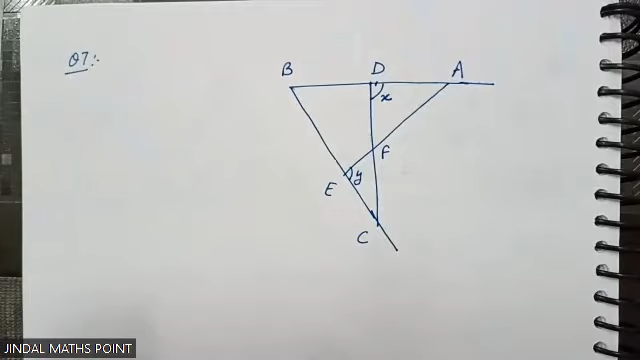 Q7:-
B D A
x
F
E y
C
JINDAL MATHS POINT